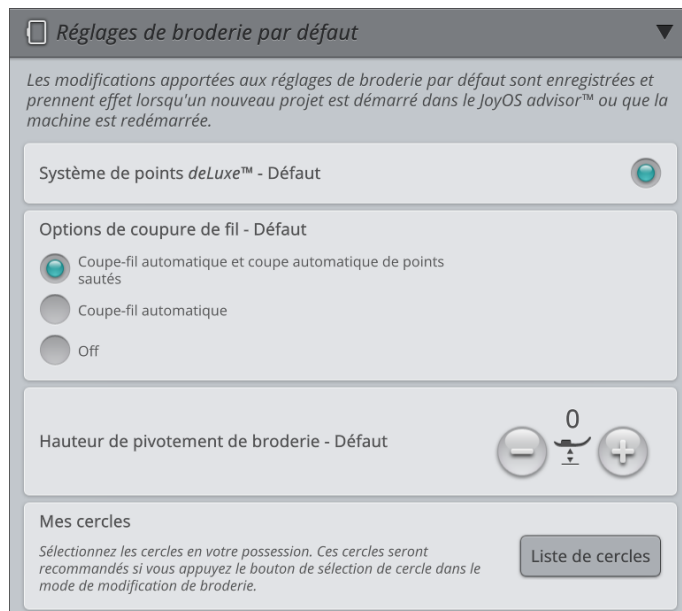 Réglages de broderie par défaut
Les modifications apportées aux réglages de broderie par défaut sont enregistrées et
prennent effet lorsqu'un nouveau projet est démarré dans le JoyOS advisor™ ou que la
machine est redémarrée.
Système de points deLuxe™ - Défaut
Options de coupure de fil - Défaut
Coupe-fil automatique et coupe automatique de points
sautés
Coupe-fil automatique
Off
Hauteur de pivotement de broderie - Défaut
0
Mes cercles
Sélectionnez les cercles en votre possession. Ces cercles seront
recommandés si vous appuyez le bouton de sélection de cercle dans le
mode de modification de broderie.
Liste de cercles